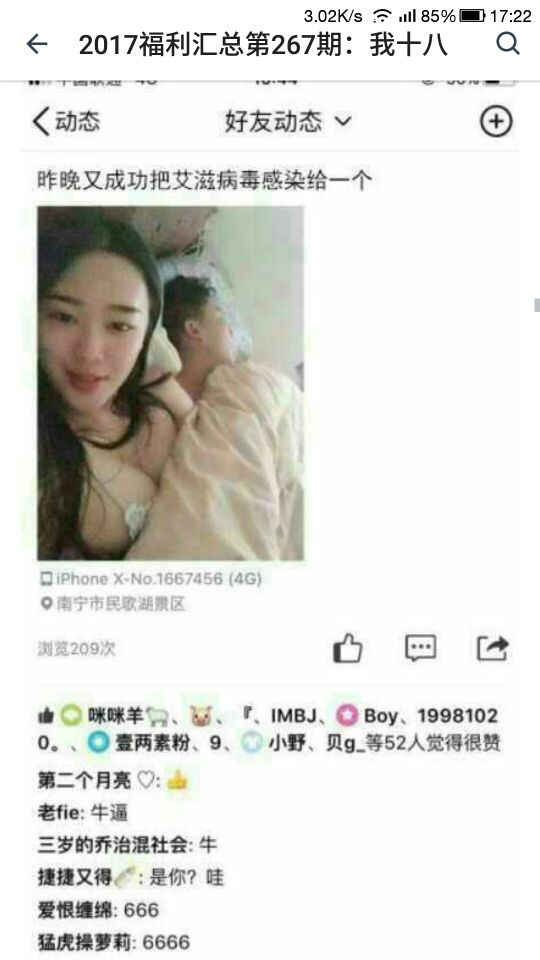 3.02K/s 85% 17:22
2017福利汇总第267期：我十八
动态 好友动态
昨晚又成功把艾滋病毒感染给一个
iPhone X-No.1667456 (4G)
南宁市民歌湖景区
浏览209次
咪咪羊🐑、🐷、『、IMBJ、Boy、1998102
0。、壹两素粉、9、小野、贝g_等52人觉得很赞
第二个月亮♡: 👍
老fie: 牛逼
三岁的乔治混社会: 牛
捷捷又得🍼: 是你？哇
爱恨缠绵: 666
猛虎操萝莉: 6666